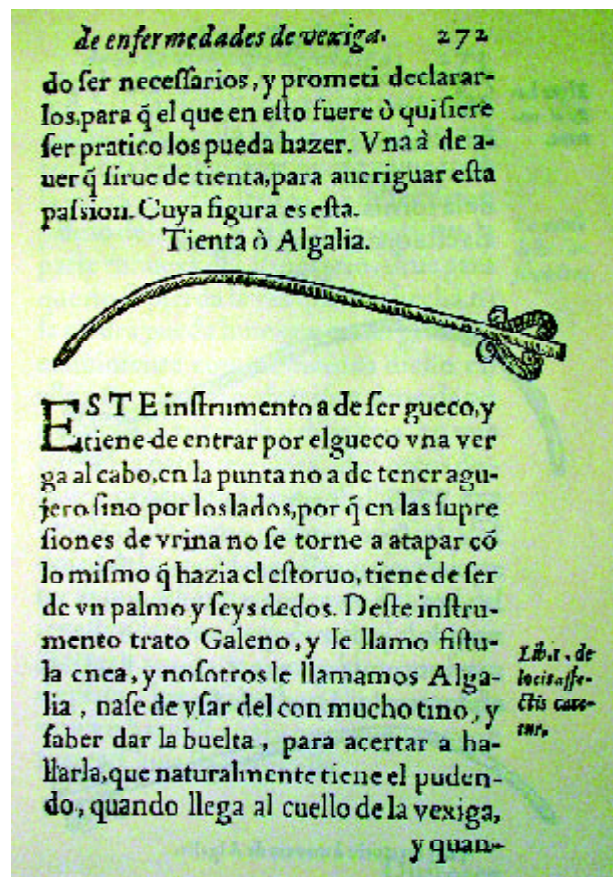 de enfermedades de vexiga. 272
do ſer neceſſarios, y prometi declarar-
los, para q̃ el que en eſto fuere ò quiſiere
ſer pratico los pueda hazer. Vna à de a-
uer q̃ ſirue de tienta, para aueriguar eſta
paſsion. Cuya figura es eſta.
Tienta ò Algalia.
ESTE inſtrumento a de ſer gueco, y
tiene de entrar por el gueco vna ver
ga al cabo, en la punta no a de tener agu-
jero ſino por los lados, por q̃ en las ſupre
ſiones de vrina no ſe torne a atapar cõ
lo miſmo q̃ hazia el eſtoruo, tiene de ſer
de vn palmo y ſeys dedos. Deſte inſtru-
mento trato Galeno, y le llamo fiſtu-
la enea, y noſotros le llamamos Alga-
lia, naſe de vſar del con mucho tino, y
ſaber dar la buelta, para acertar a ha-
llarla, que naturalmente tiene el puden-
do, quando llega al cuello de la vexiga,
y quan-
Lib. 1. de
locis affe-
ctis